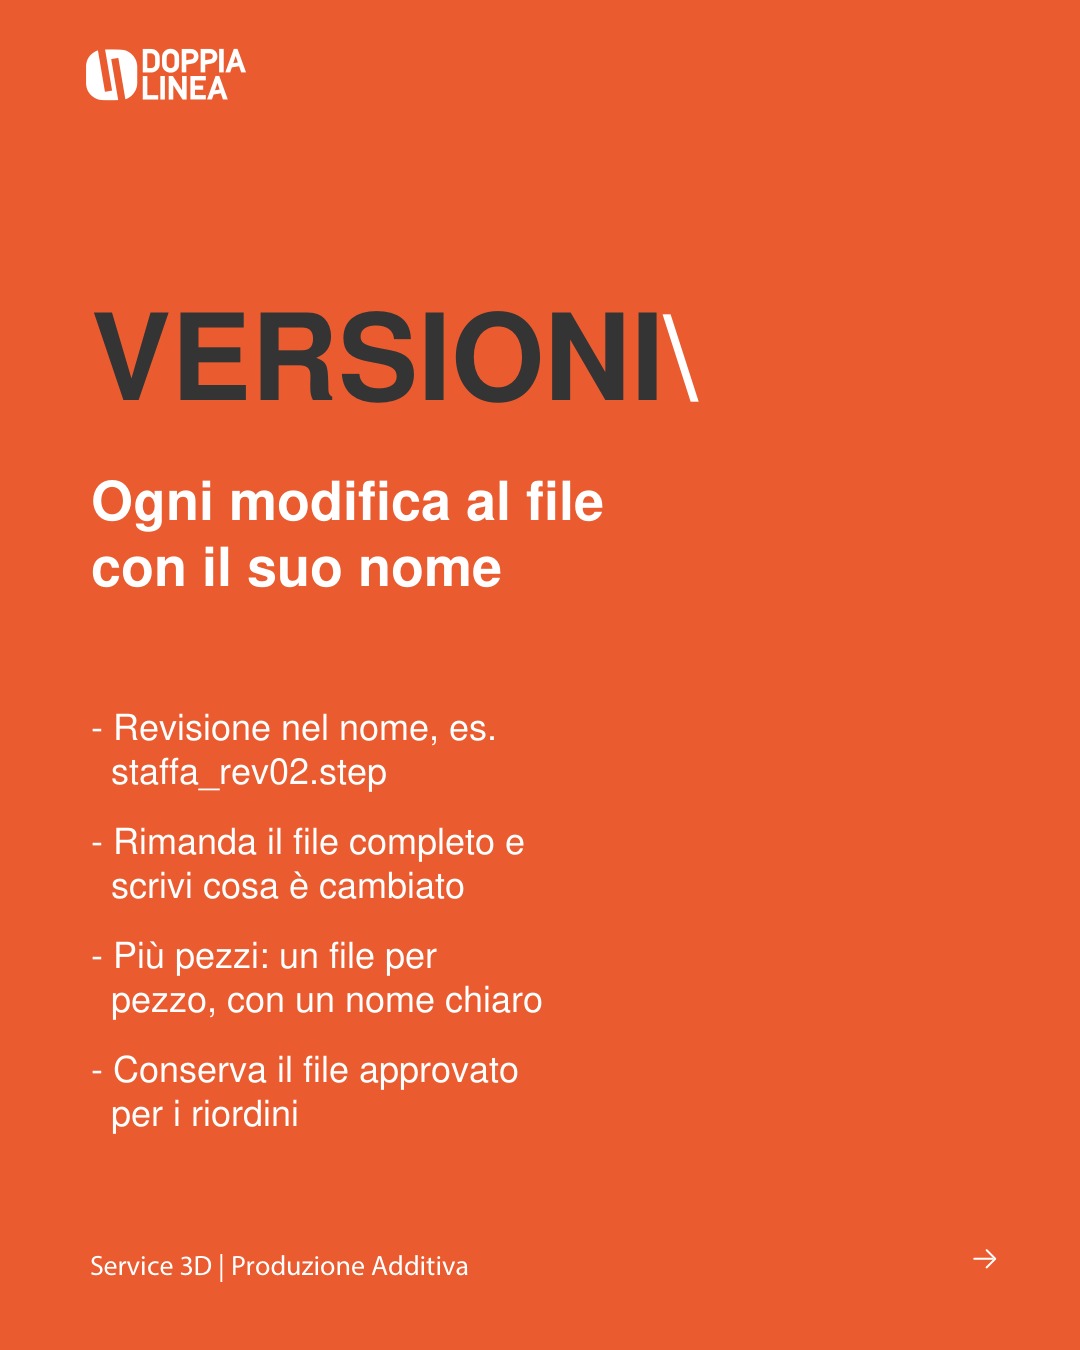 DOPPIA
LINEA
VERSIONI\
Ogni modifica al file
con il suo nome
- Revisione nel nome, es.
staffa_rev02.step
- Rimanda il file completo e
scrivi cosa è cambiato
- Più pezzi: un file per
pezzo, con un nome chiaro
- Conserva il file approvato
per i riordini
Service 3D | Produzione Additiva
→